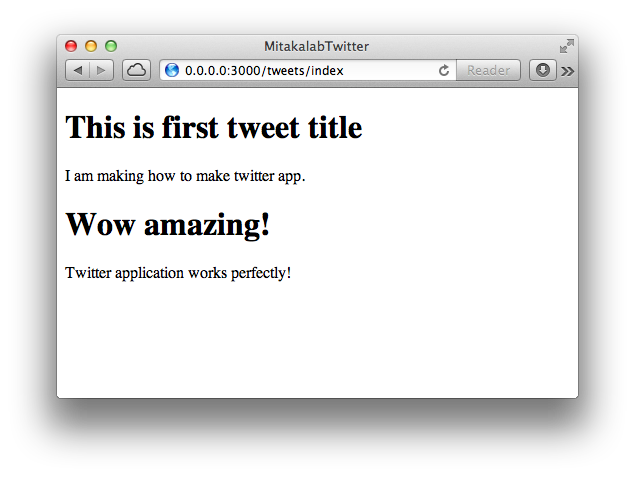 MitakalabTwitter
0.0.0.0:3000/tweets/index
Reader
This is first tweet title
I am making how to make twitter app.
Wow amazing!
Twitter application works perfectly!